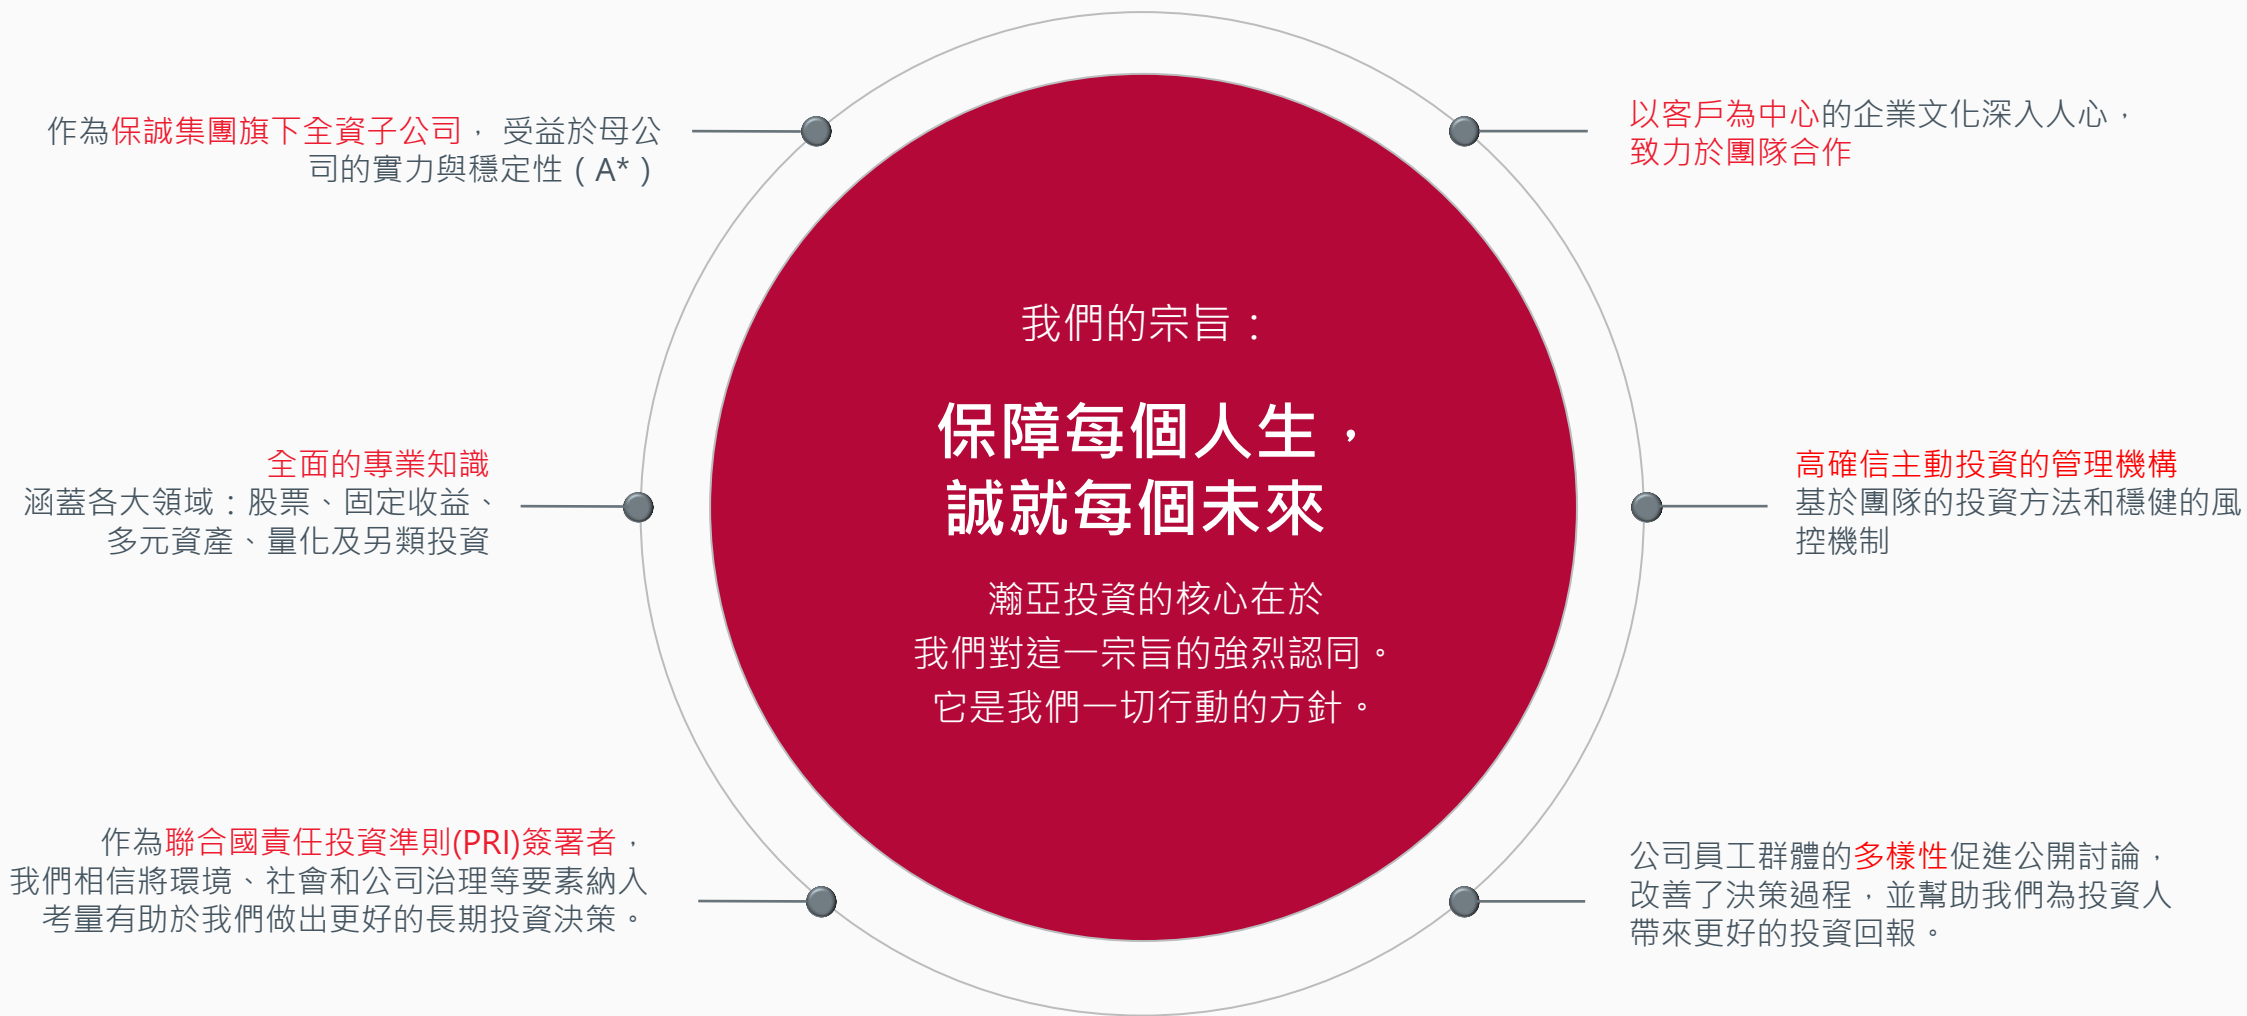 作為保誠集團旗下全資子公司， 受益於母公
司的實力與穩定性（A*）
全面的專業知識
涵蓋各大領域：股票、固定收益、
多元資產、量化及另類投資
作為聯合國責任投資準則(PRI)簽署者，
我們相信將環境、社會和公司治理等要素納入
考量有助於我們做出更好的長期投資決策。
我們的宗旨：
保障每個人生，
誠就每個未來
瀚亞投資的核心在於
我們對這一宗旨的強烈認同。
它是我們一切行動的方針。
以客戶為中心的企業文化深入人心，
致力於團隊合作
高確信主動投資的管理機構
基於團隊的投資方法和穩健的風
控機制
公司員工群體的多樣性促進公開討論，
改善了決策過程，並幫助我們為投資人
帶來更好的投資回報。